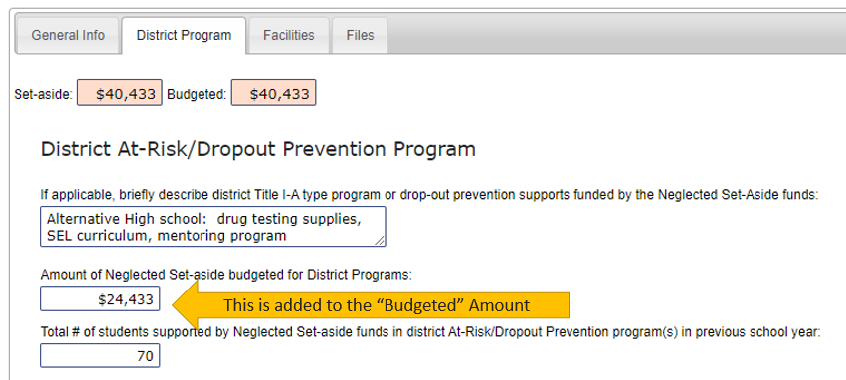 General Info District Program Facilities Files
Set-aside: $40,433 Budgeted: $40,433
District At-Risk/Dropout Prevention Program
If applicable, briefly describe district Title I-A type program or drop-out prevention supports funded by the Neglected Set-Aside funds:
Alternative High school:  drug testing supplies,
SEL curriculum, mentoring program
Amount of Neglected Set-aside budgeted for District Programs:
$24,433
This is added to the “Budgeted” Amount
Total # of students supported by Neglected Set-aside funds in district At-Risk/Dropout Prevention program(s) in previous school year:
70